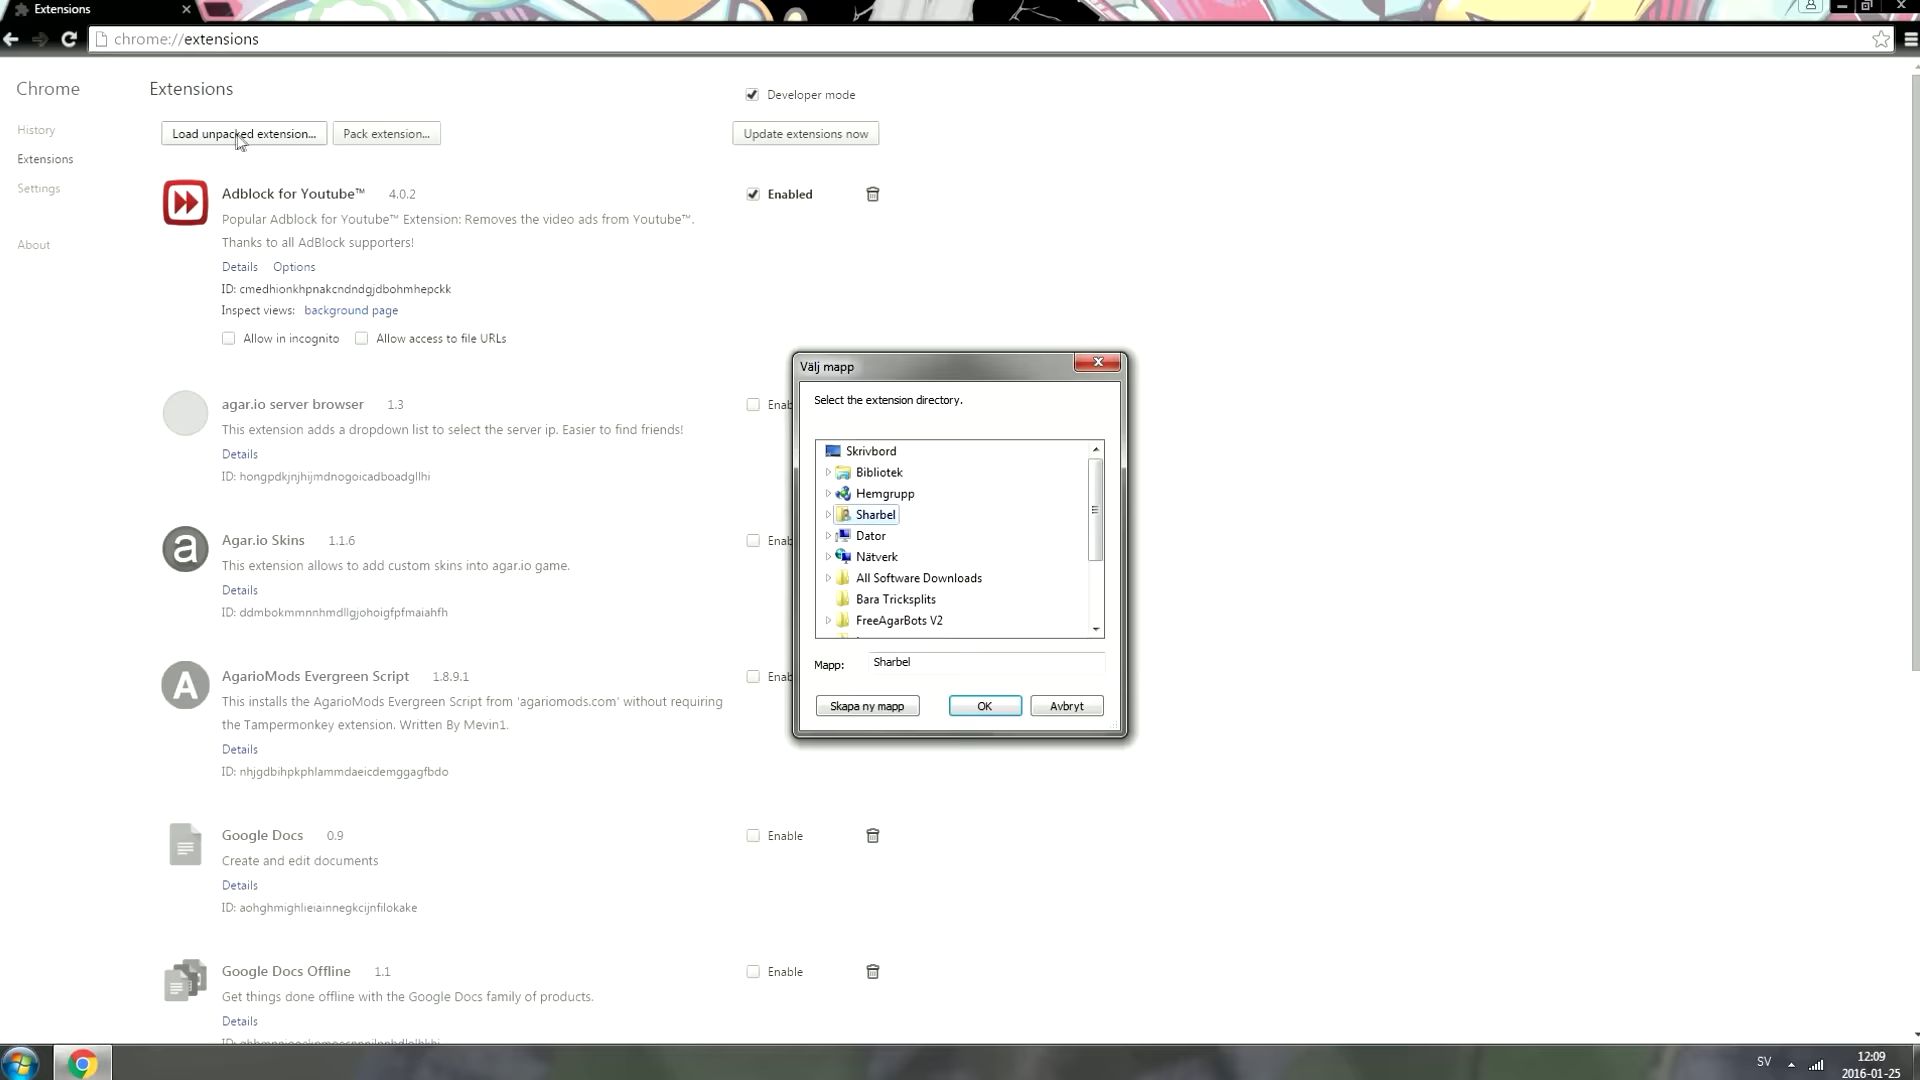 Extensions
chrome://extensions
Chrome
Extensions
Developer mode
History
Load unpacked extension...
Pack extension...
Update extensions now
Extensions
Settings
About
Adblock for Youtube™ 4.0.2
Enabled
Popular Adblock for Youtube™ Extension: Removes the video ads from Youtube™.
Thanks to all AdBlock supporters!
Details Options
ID: cmedhionkhpnakcndndgjdbohmhepckk
Inspect views: background page
Allow in incognito Allow access to file URLs
agar.io server browser 1.3
Enab
This extension adds a dropdown list to select the server ip. Easier to find friends!
Details
ID: hongpdkjnjhijmdnogoicadboadgllhi
Agar.io Skins 1.1.6
Enab
This extension allows to add custom skins into agar.io game.
Details
ID: ddmbokmmnnhmdllgjohoigfpfmaiahfh
AgarioMods Evergreen Script 1.8.9.1
Enab
This installs the AgarioMods Evergreen Script from 'agariomods.com' without requiring
the Tampermonkey extension. Written By Mevin1.
Details
ID: nhjgdbihpkphlammdaeicdemggagfbdo
Google Docs 0.9
Enable
Create and edit documents
Details
ID: aohghmighlieiainnegkcijnfilokake
Google Docs Offline 1.1
Enable
Get things done offline with the Google Docs family of products.
Details
Välj mapp
Select the extension directory.
Skrivbord
Bibliotek
Hemgrupp
Sharbel
Dator
Nätverk
All Software Downloads
Bara Tricksplits
FreeAgarBots V2
Mapp: Sharbel
Skapa ny mapp
OK
Avbryt
SV
12:09
2016-01-25